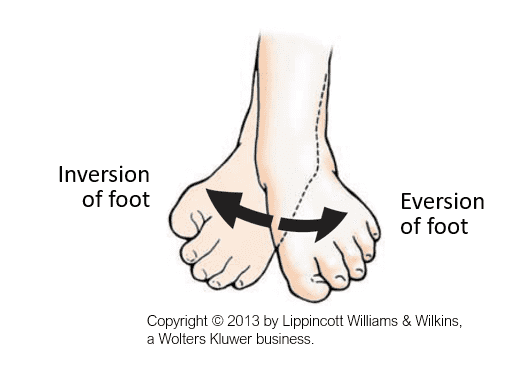 Inversion
of foot
Eversion
of foot
Copyright © 2013 by Lippincott Williams & Wilkins,
a Wolters Kluwer business.